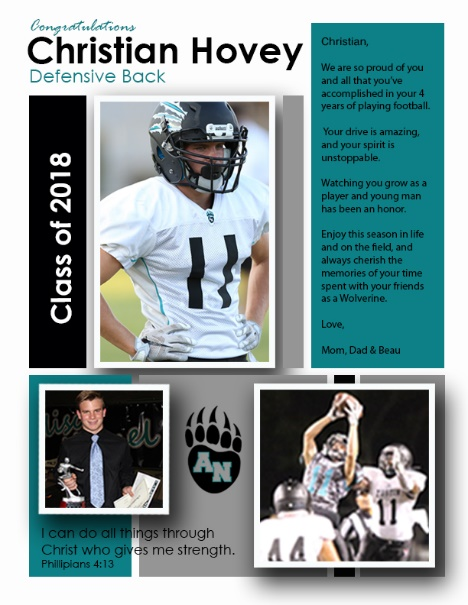 Congratulations
Christian Hovey
Defensive Back
Class of 2018
11
Christian,
We are so proud of you
and all that you've
accomplished in your 4
years of playing football.
Your drive is amazing,
and your spirit is
unstoppable.
Watching you grow as a
player and young man
has been an honor.
Enjoy this season in life
and on the field, and
always cherish the
memories of your time
spent with your friends
as a Wolverine.
Love,
Mom, Dad & Beau
AN
11
11
44
I can do all things through
Christ who gives me strength.
Phillipians 4:13